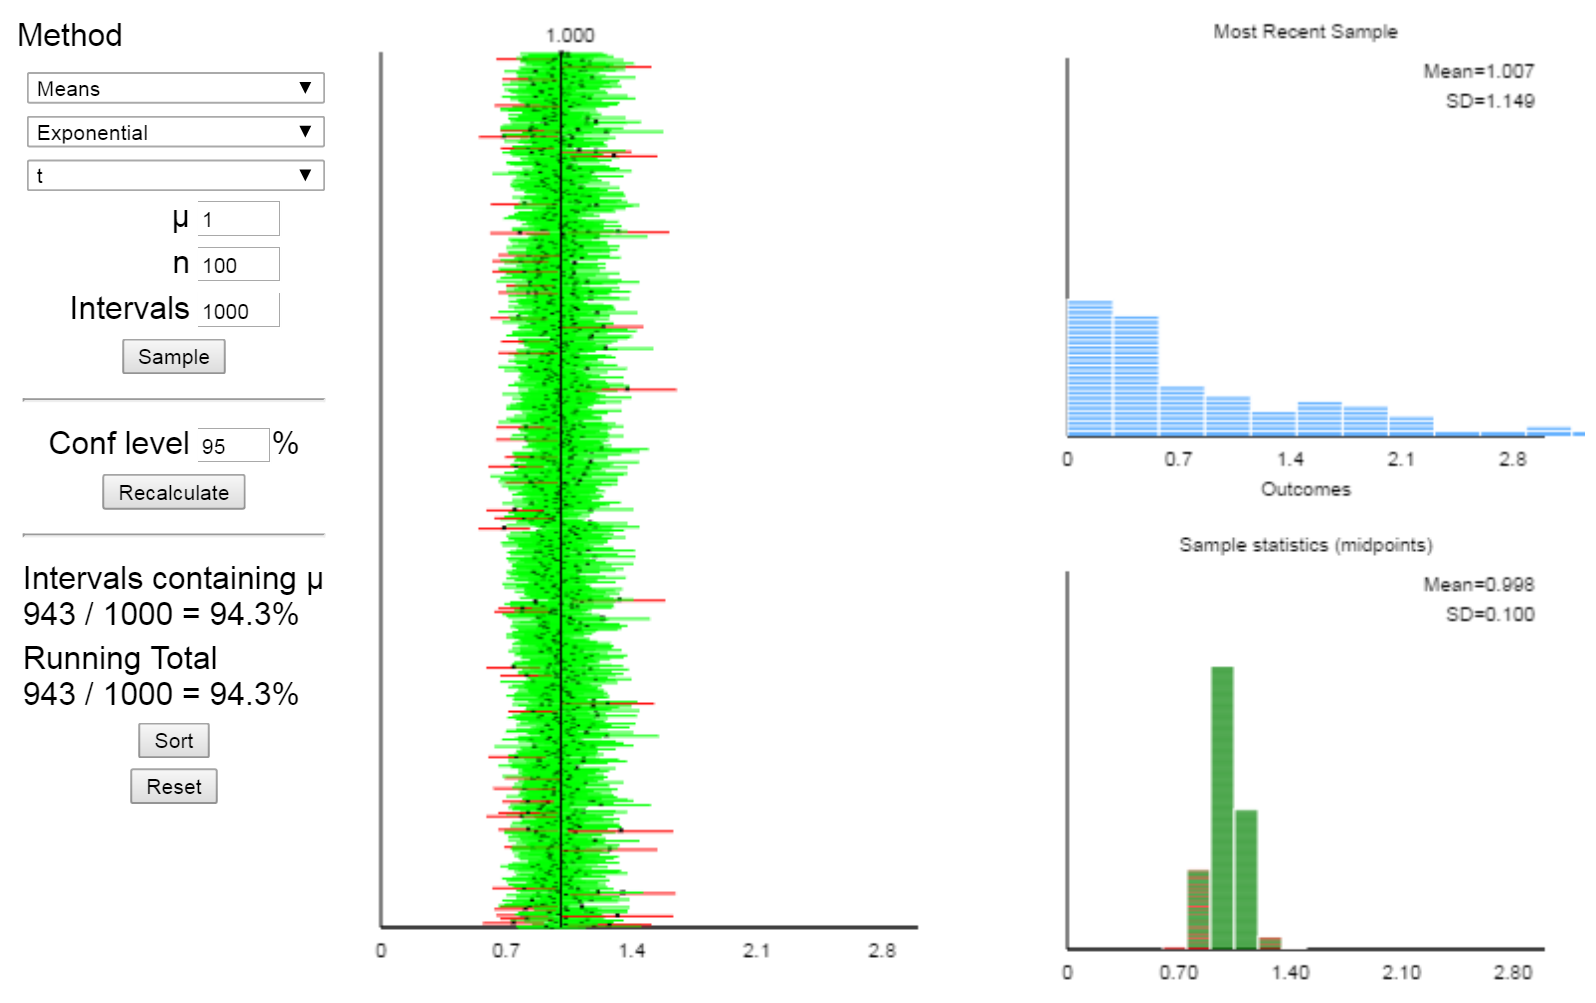 Method
Means
Exponential
t
μ 1
n 100
Intervals 1000
Sample
Conf level 95 %
Recalculate
Intervals containing μ
943 / 1000 = 94.3%
Running Total
943 / 1000 = 94.3%
Sort
Reset
1.000
0 0.7 1.4 2.1 2.8
Most Recent Sample
Mean=1.007
SD=1.149
0 0.7 1.4 2.1 2.8
Outcomes
Sample statistics (midpoints)
Mean=0.998
SD=0.100
0 0.70 1.40 2.10 2.80